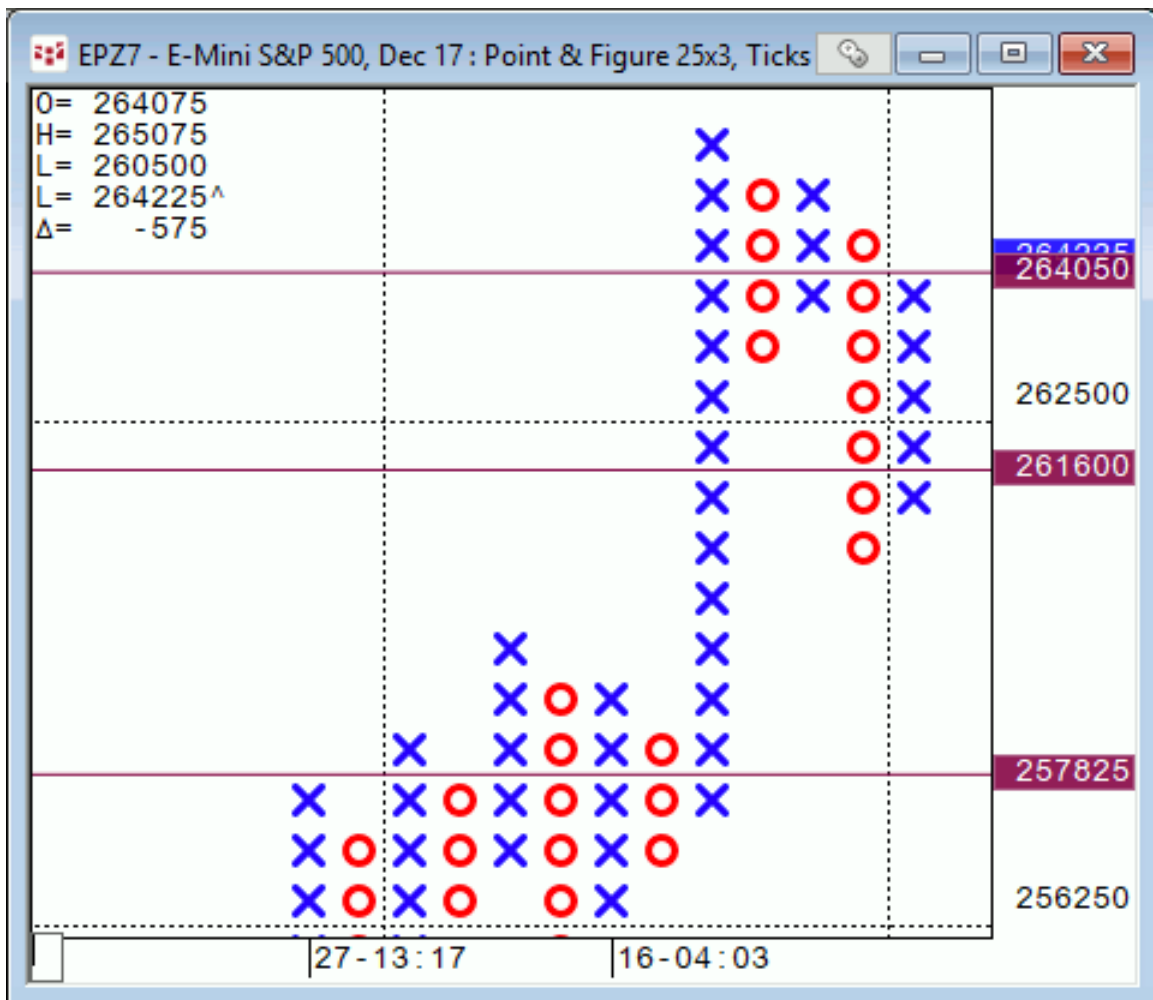 EPZ7 - E-Mini S&P 500, Dec 17 : Point & Figure 25x3, Ticks
O= 264075
H= 265075
L= 260500
L= 264225^
Δ= -575
264225
264050
262500
261600
257825
256250
27-13:17
16-04:03